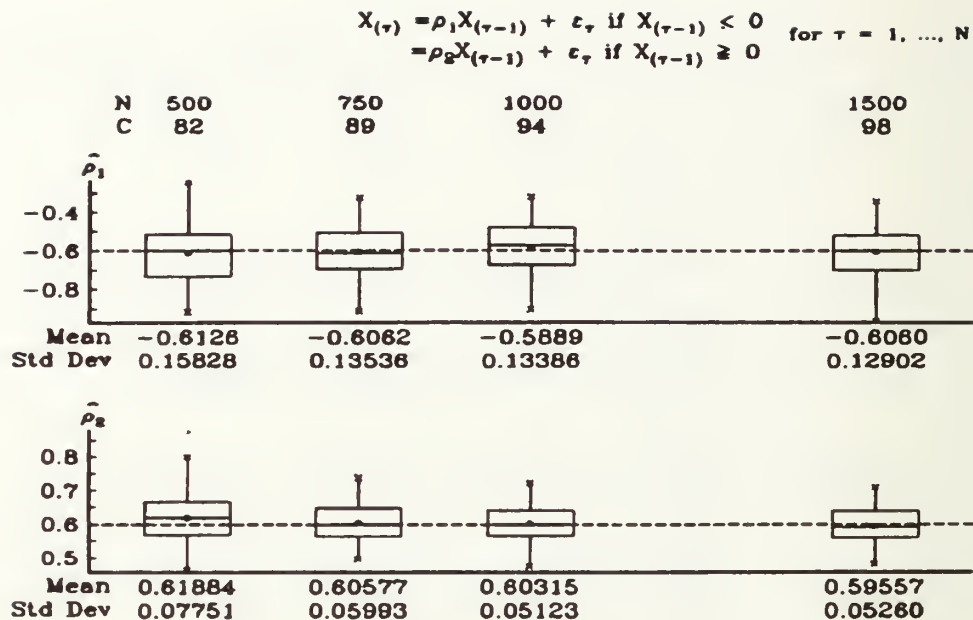 X(τ) =ρ1X(τ-1) + ετ if X(τ-1) < 0
=ρ2X(τ-1) + ετ if X(τ-1) ≧ 0
for τ = 1, ..., N
N 500 750 1000 1500
C 82 89 94 98
ρ̂1
-0.4
-0.6
-0.8
Mean -0.6126 -0.6062 -0.5889 -0.6060
Std Dev 0.15828 0.13536 0.13386 0.12902
ρ̂2
0.8
0.7
0.6
0.5
Mean 0.61884 0.60577 0.60315 0.59557
Std Dev 0.07751 0.05993 0.05123 0.05260